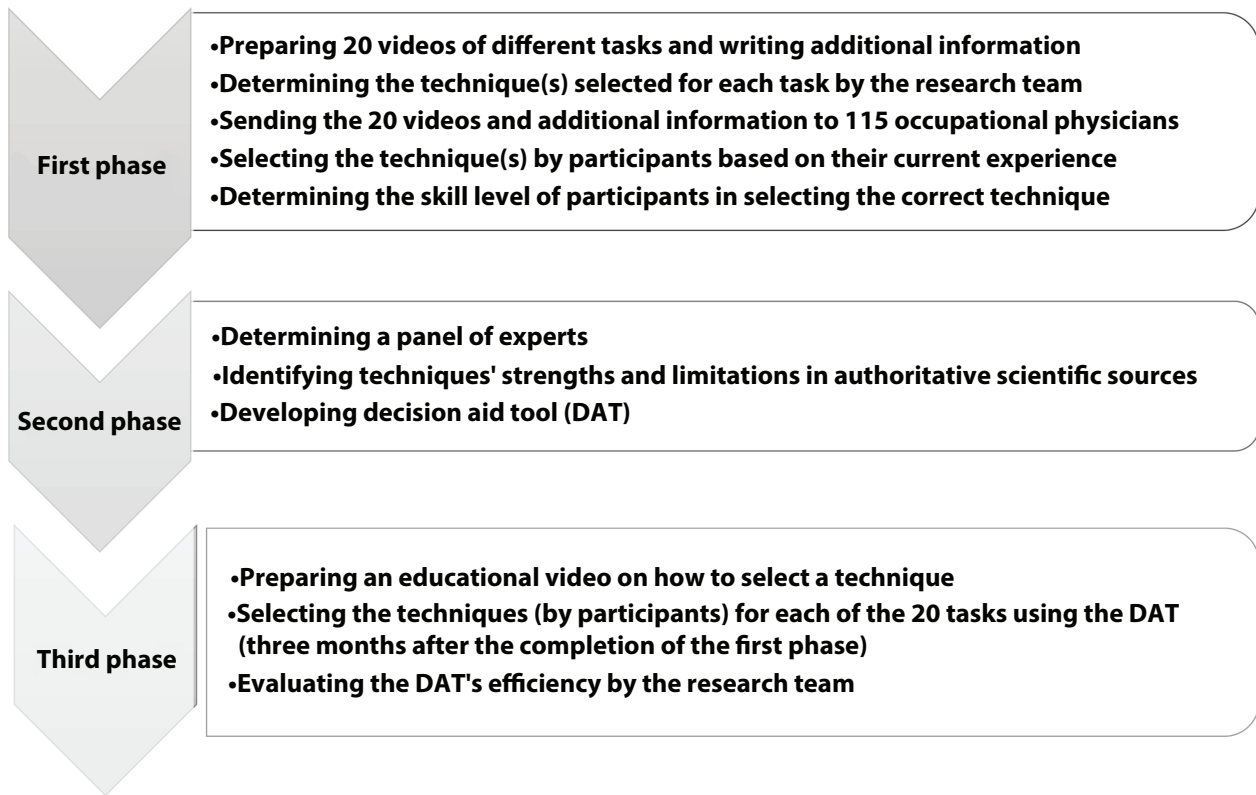 First phase
•Preparing 20 videos of different tasks and writing additional information
•Determining the technique(s) selected for each task by the research team
•Sending the 20 videos and additional information to 115 occupational physicians
•Selecting the technique(s) by participants based on their current experience
•Determining the skill level of participants in selecting the correct technique
Second phase
•Determining a panel of experts
•Identifying techniques' strengths and limitations in authoritative scientific sources
•Developing decision aid tool (DAT)
Third phase
•Preparing an educational video on how to select a technique
•Selecting the techniques (by participants) for each of the 20 tasks using the DAT
(three months after the completion of the first phase)
•Evaluating the DAT's efficiency by the research team